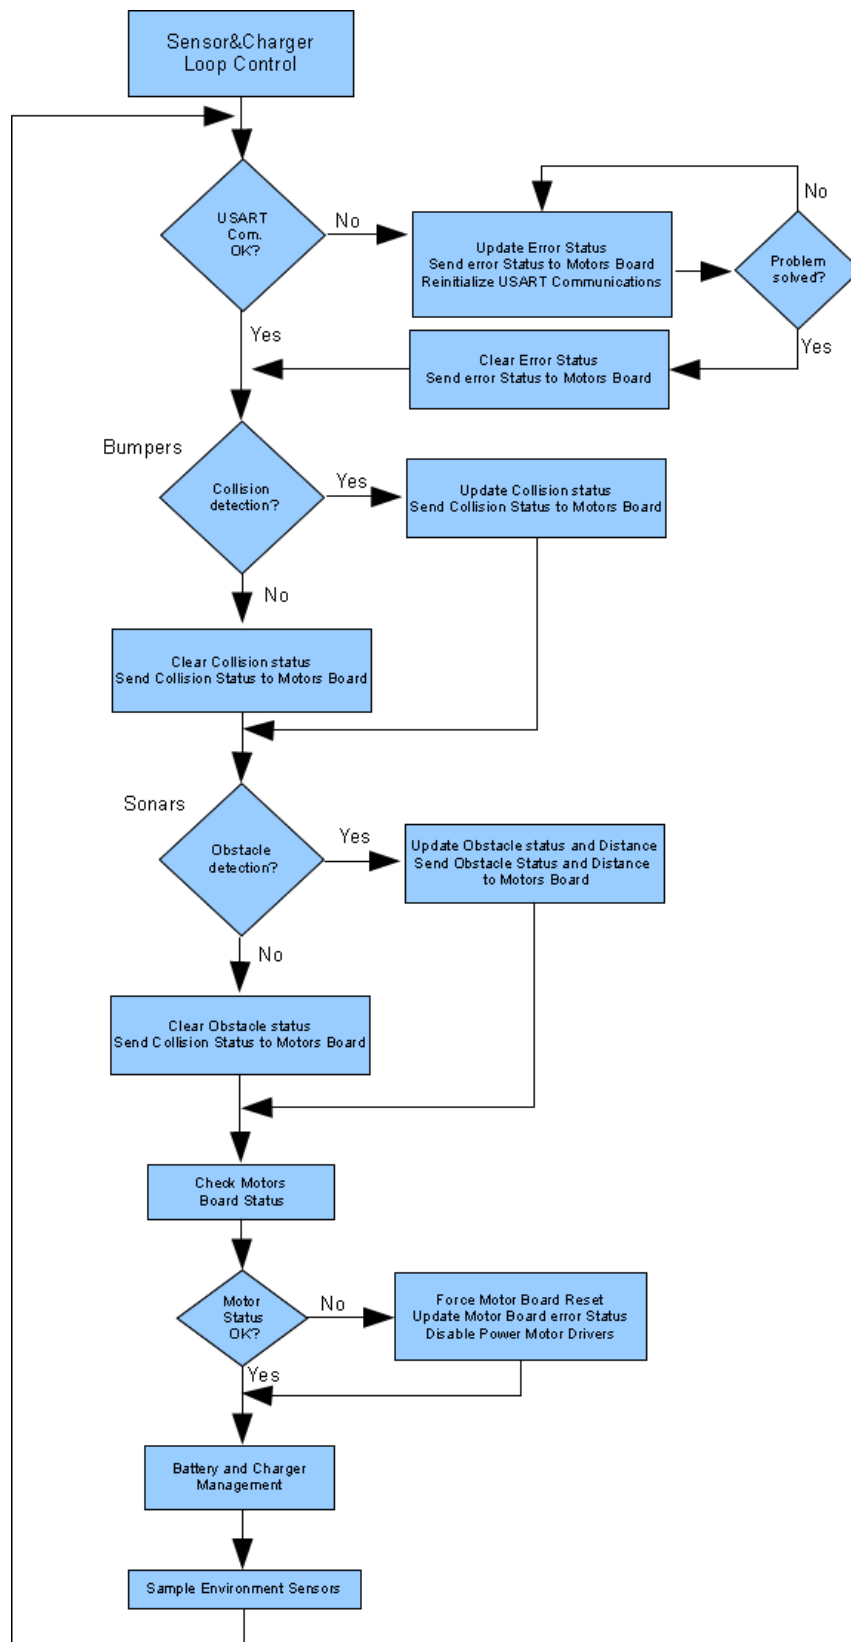 Sensor&Charger
Loop Control
USART
Com.
OK?
No
Update Error Status
Send error Status to Motors Board
Reinitialize USART Communications
No
Problem
solved?
Yes
Yes
Clear Error Status
Send error Status to Motors Board
Bumpers
Collision
detection?
Yes
Update Collision status
Send Collision Status to Motors Board
No
Clear Collision status
Send Collision Status to Motors Board
Sonars
Obstacle
detection?
Yes
Update Obstacle status and Distance
Send Obstacle Status and Distance
to Motors Board
No
Clear Obstacle status
Send Collision Status to Motors Board
Check Motors
Board Status
Motor
Status
OK?
No
Force Motor Board Reset
Update Motor Board error Status
Disable Power Motor Drivers
Yes
Battery and Charger
Management
Sample Environment Sensors